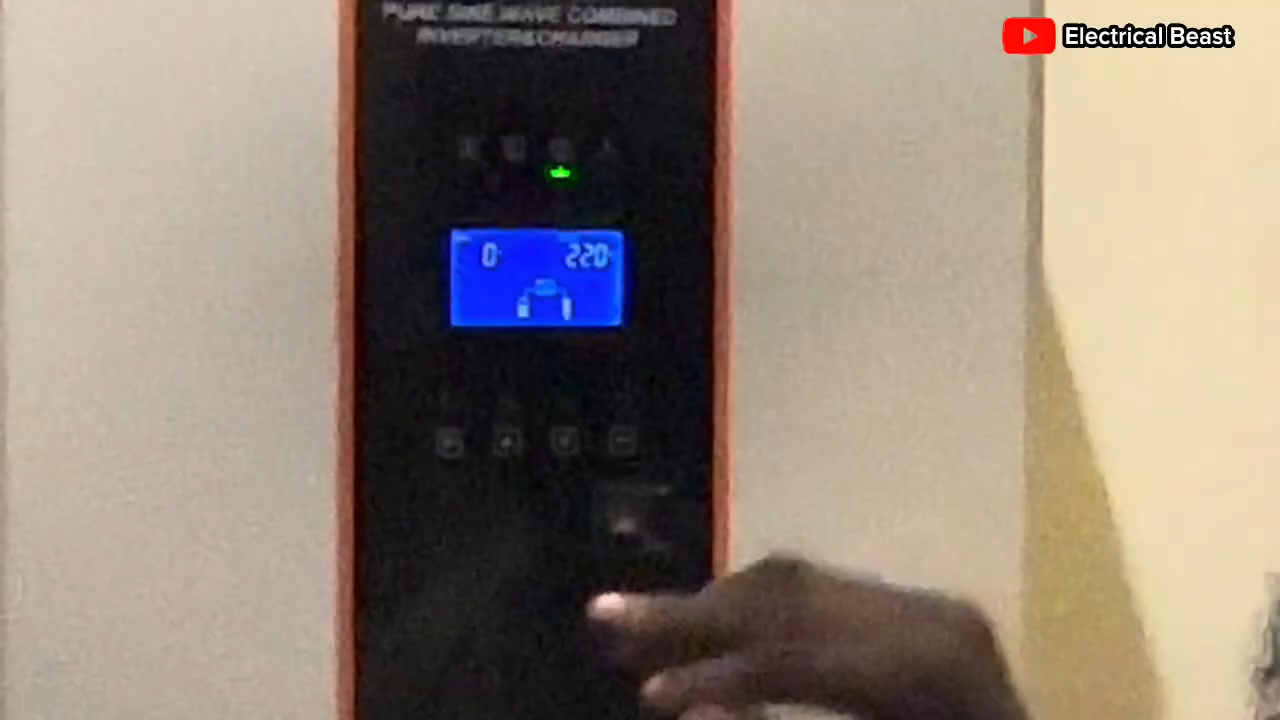 Electrical Beast
PURE SINE WAVE COMBINED
INVERTER&CHARGER
0 220